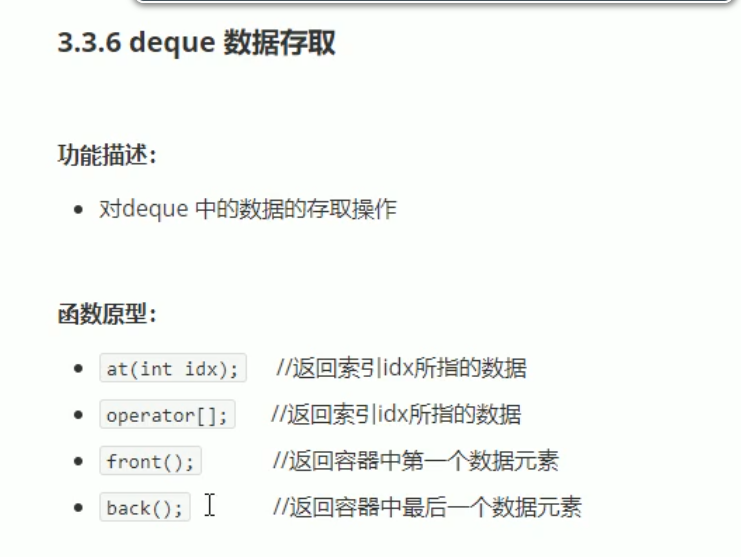 3.3.6 deque 数据存取
功能描述：
对deque 中的数据的存取操作
函数原型：
at(int idx); //返回索引idx所指的数据
operator[]; //返回索引idx所指的数据
front(); //返回容器中第一个数据元素
back(); //返回容器中最后一个数据元素